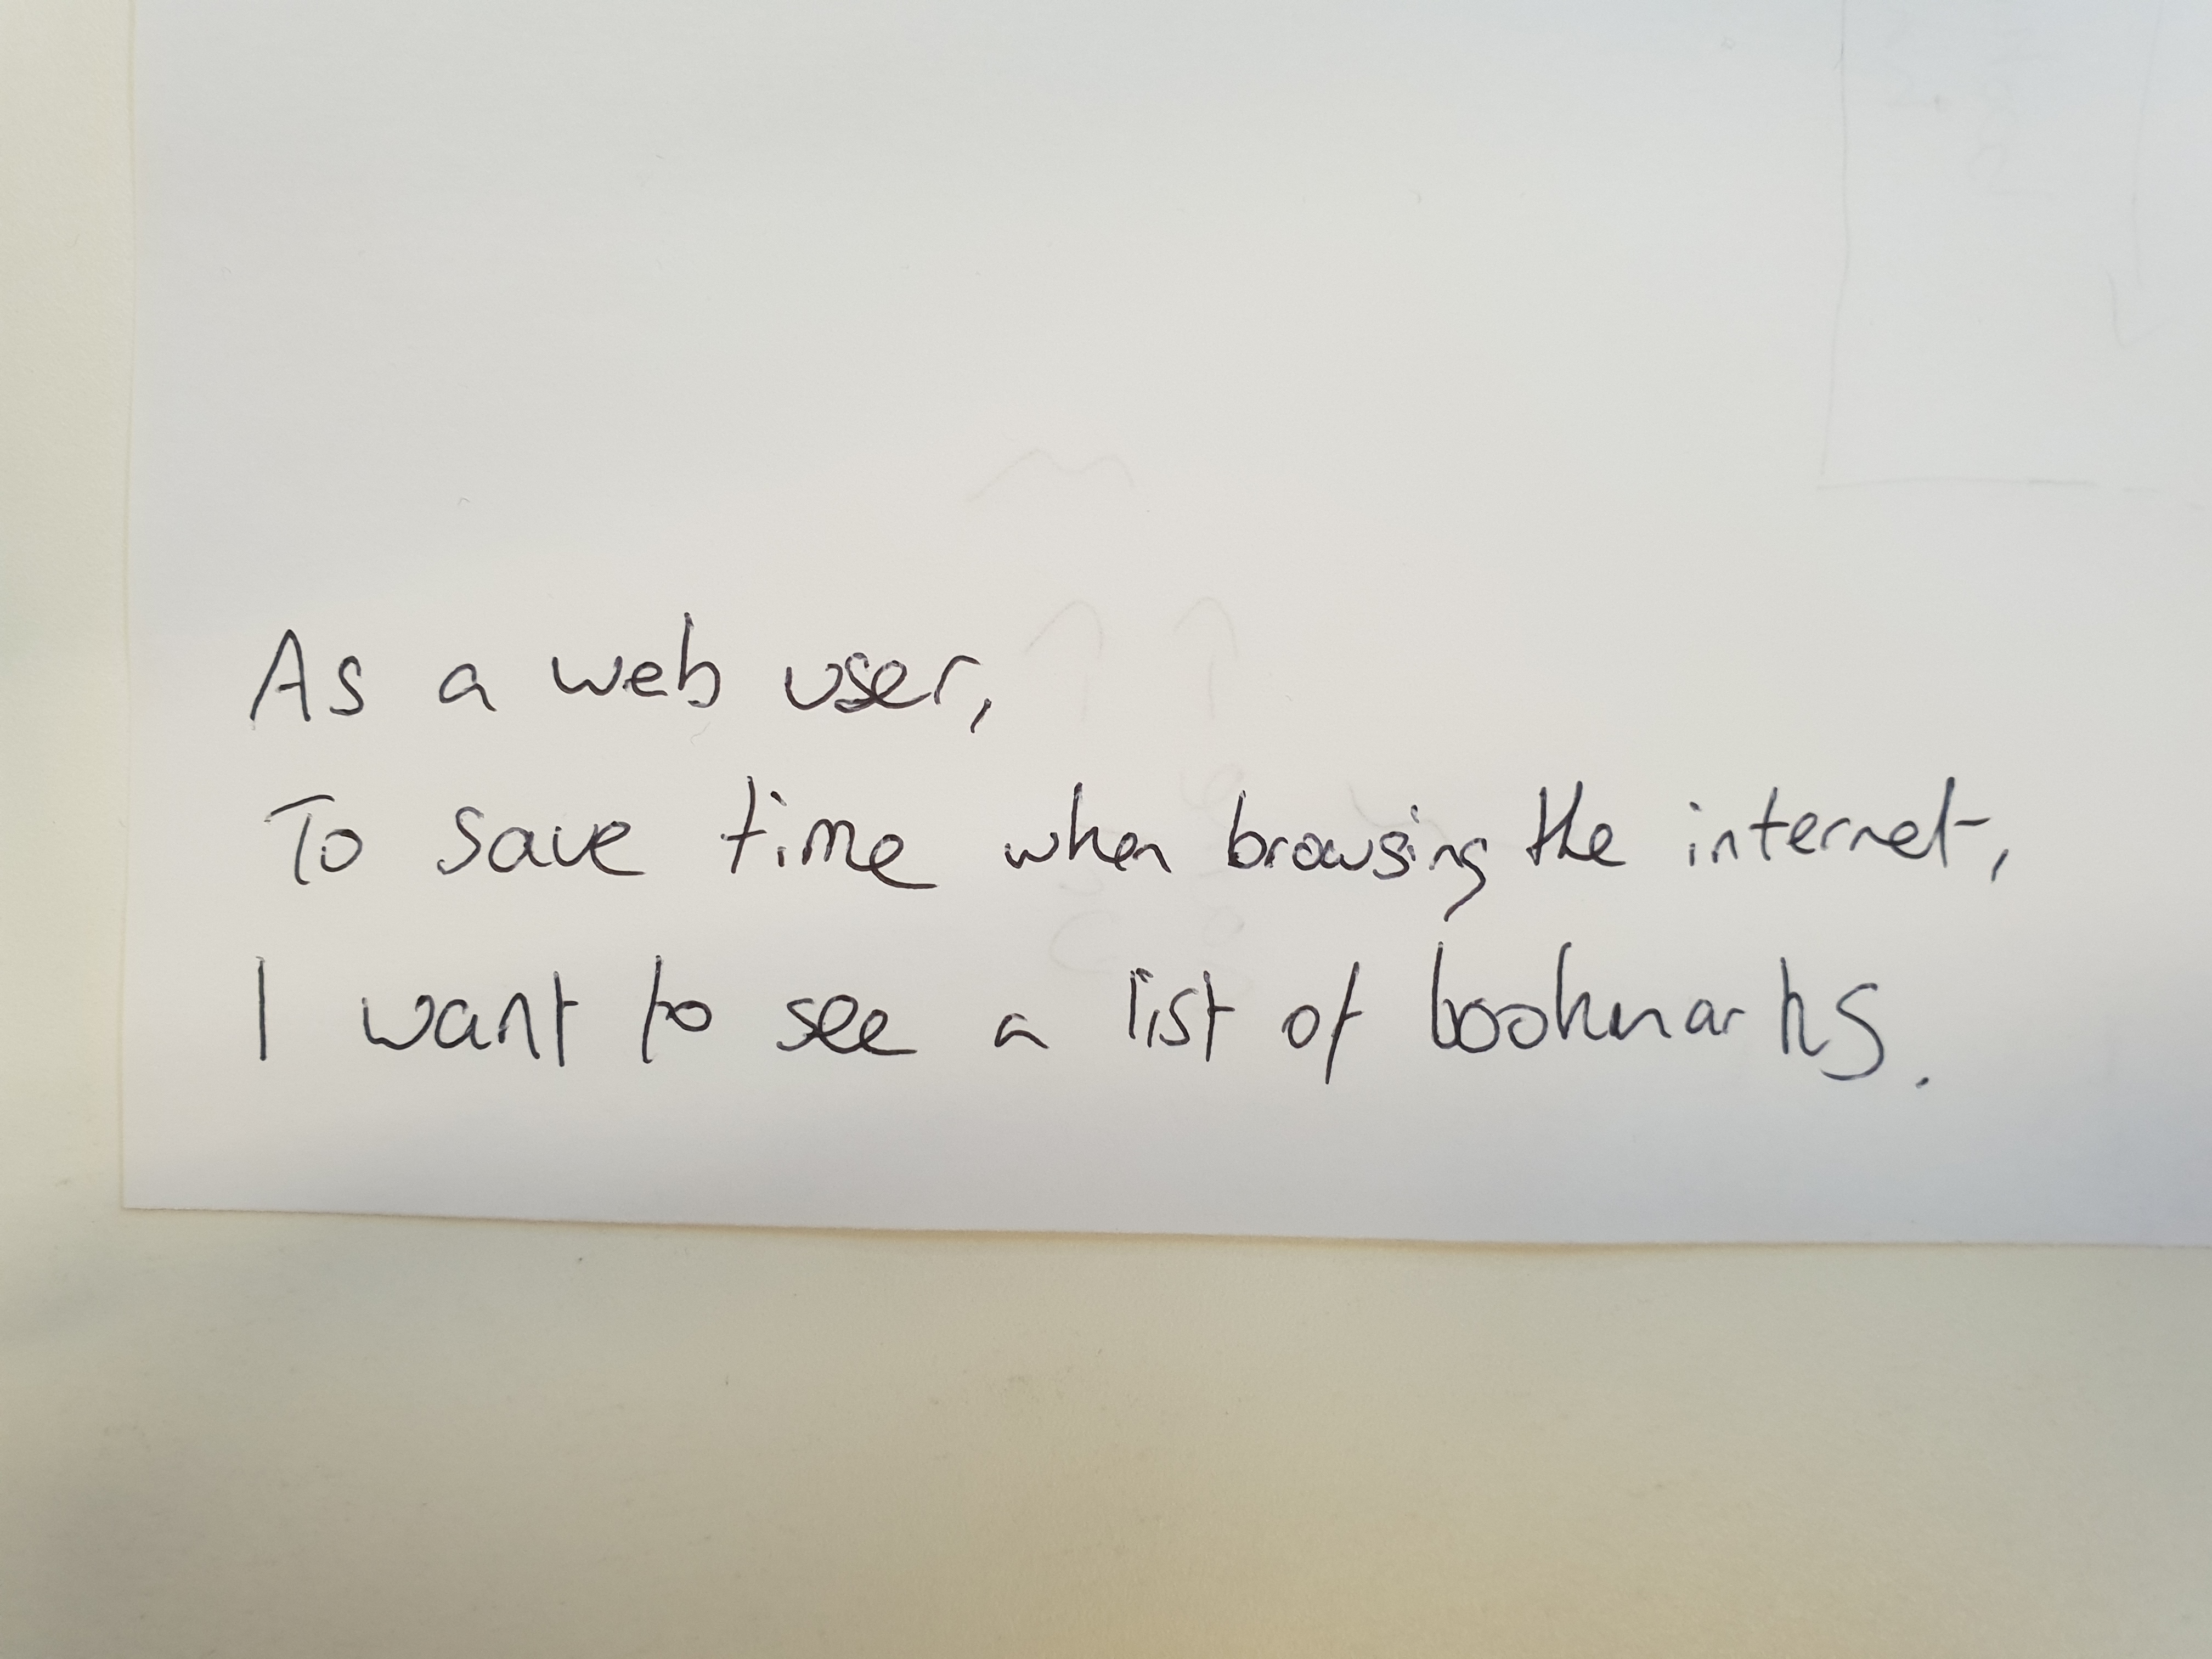 As a web user,
To save time when browsing the internet,
I want to see a list of bookmarks.